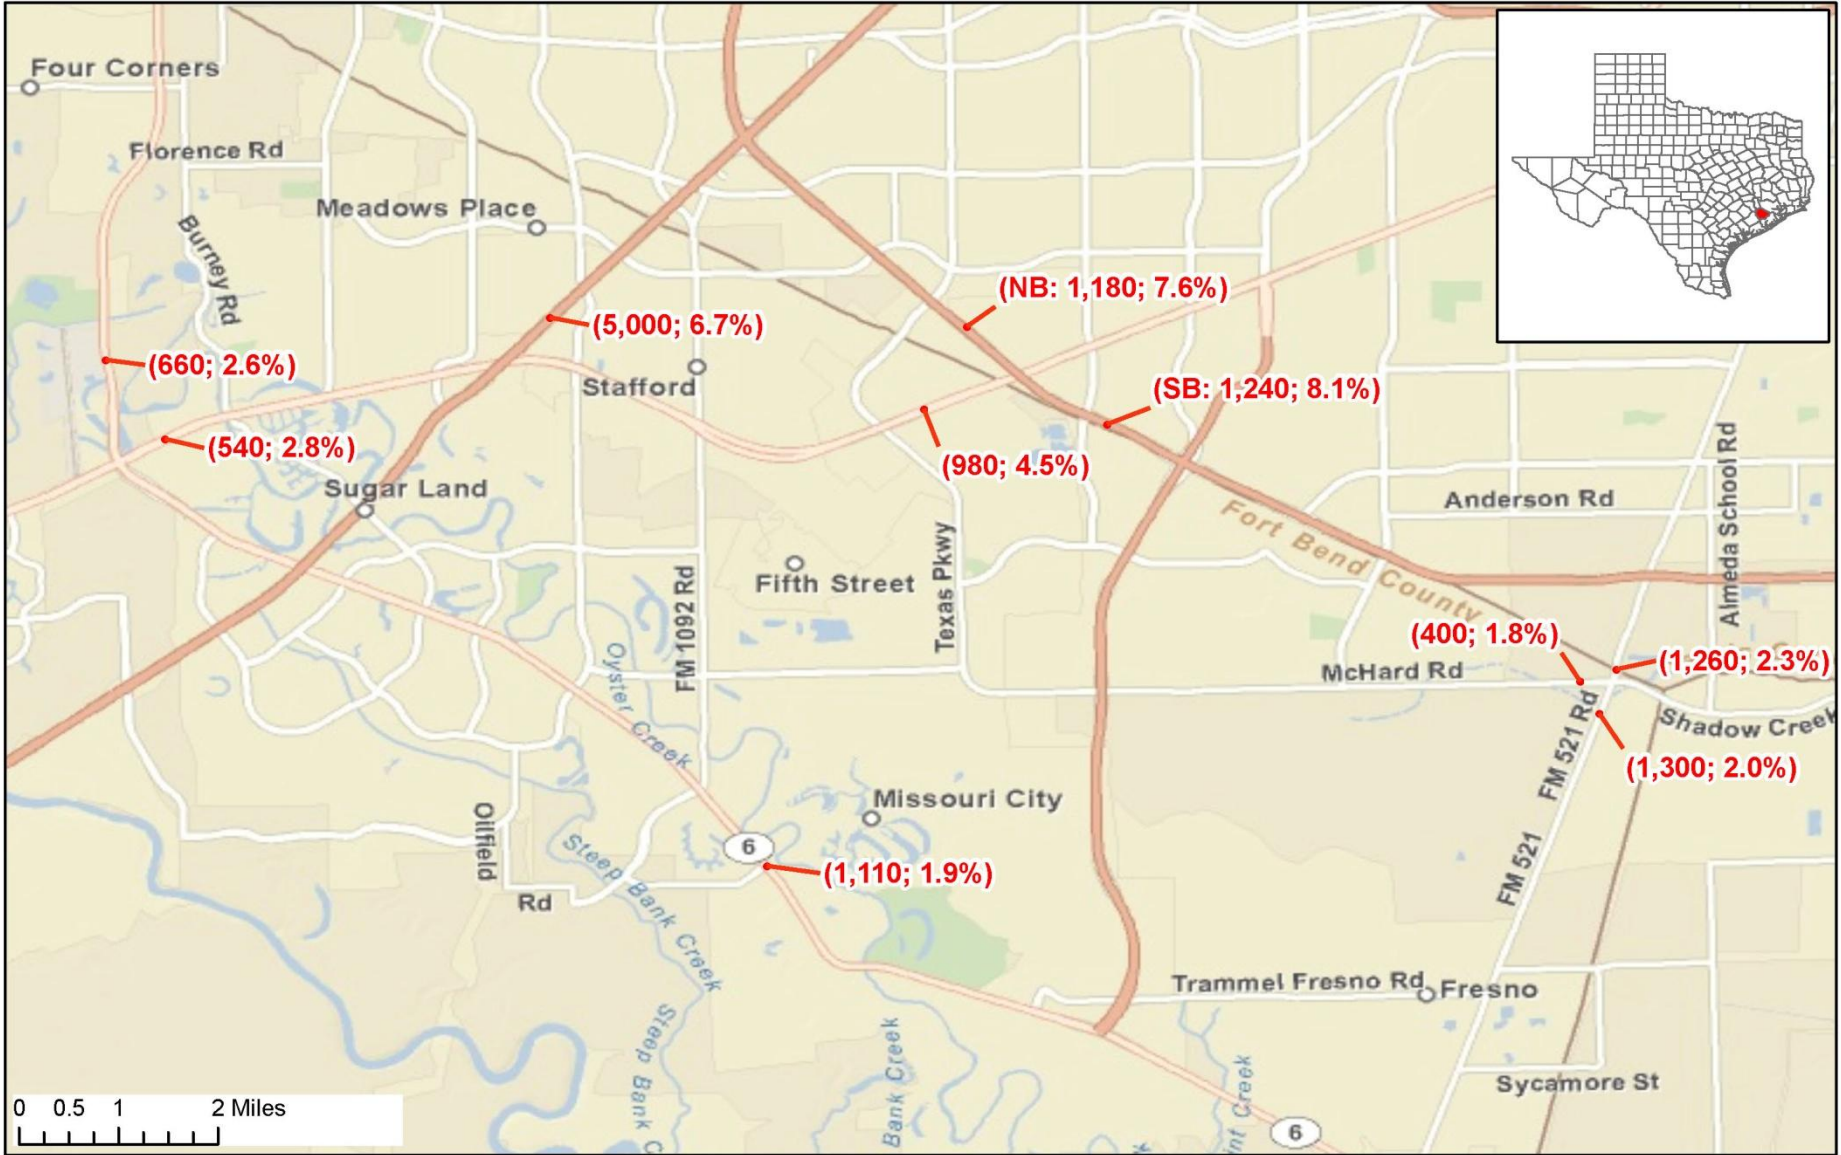 Four Corners
Florence Rd
Meadows Place
Burney Rd
(NB: 1,180; 7.6%)
(5,000; 6.7%)
(660; 2.6%)
Stafford
(SB: 1,240; 8.1%)
(540; 2.8%)
(980; 4.5%)
Sugar Land
Anderson Rd
Almeda School Rd
Fort Bend County
Fifth Street
Texas Pkwy
FM 1092 Rd
(400; 1.8%)
(1,260; 2.3%)
McHard Rd
Oyster Creek
FM 521 Rd
Shadow Creek
(1,300; 2.0%)
Missouri City
Oilfield
Rd
6
(1,110; 1.9%)
FM 521
Steep Bank Creek
Trammel Fresno Rd
Fresno
Steep Bank C
Bank Creek
int Creek
Sycamore St
6
0 0.5 1 2 Miles